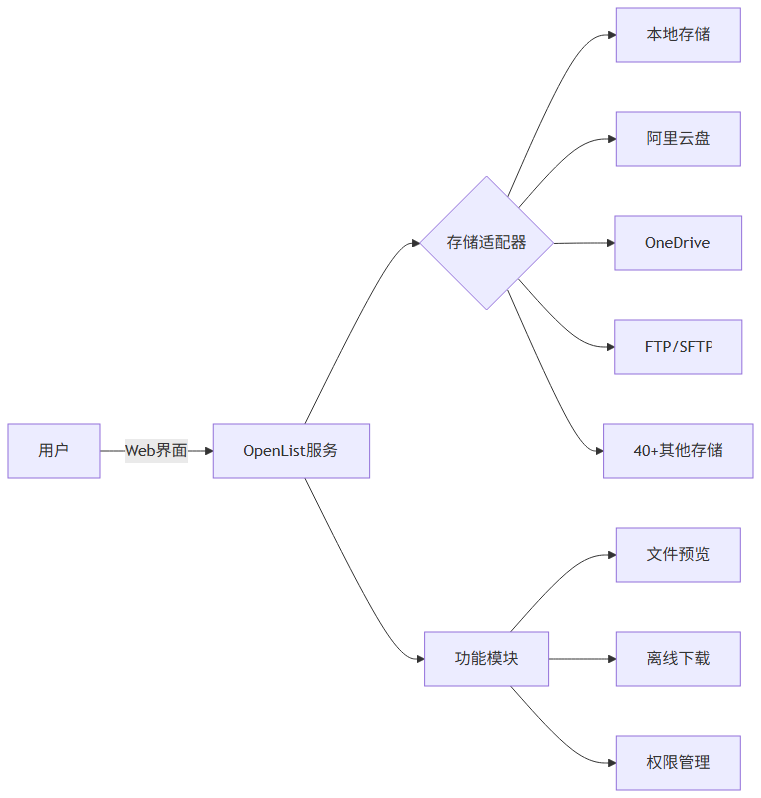 本地存储
阿里云盘
存储适配器
OneDrive
FTP/SFTP
用户
Web界面
OpenList服务
40+其他存储
文件预览
功能模块
离线下载
权限管理